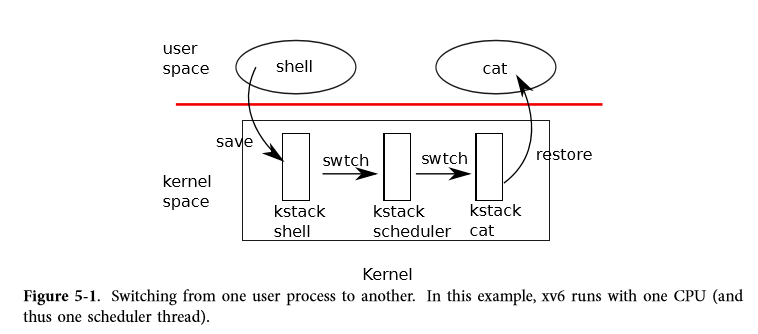 user
space
shell
cat
save
swtch
swtch
restore
kernel
space
kstack
shell
kstack
scheduler
kstack
cat
Kernel
Figure 5-1. Switching from one user process to another. In this example, xv6 runs with one CPU (and
thus one scheduler thread).